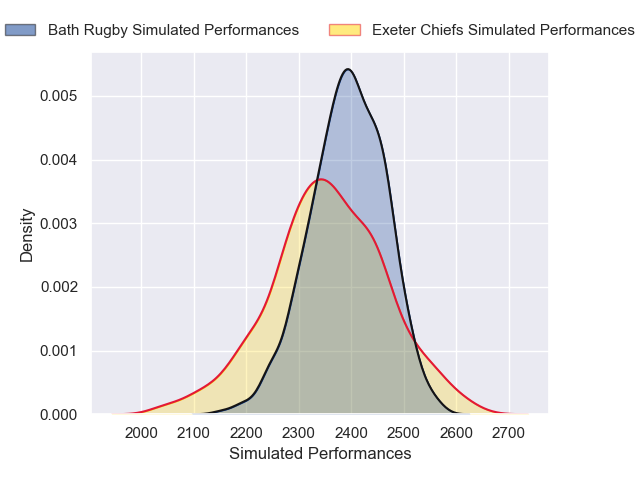 Bath Rugby Simulated Performances Exeter Chiefs Simulated Performances
0.005
0.004
0.003
0.002
0.001
0.000
Density
2000 2100 2200 2300 2400 2500 2600 2700
Simulated Performances